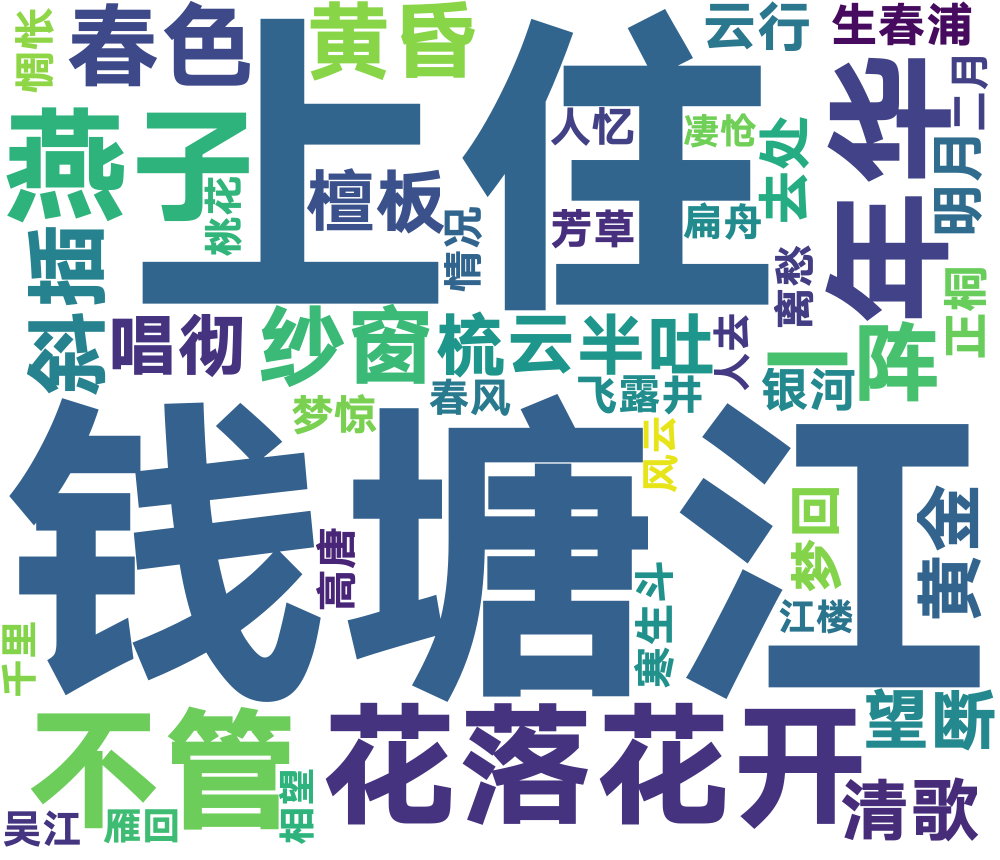 惆怅
春色
黄昏
云行
生春浦
二月
上
住
年华
燕子
桃花
檀板
人忆
凄怆
去处
明月
芳草
扁舟
情况
离愁
斜插
唱彻
纱窗
梳云
半吐
人去
一阵
正桐
梦惊
春风
飞露井
银河
钱塘江
风云
高唐
梦回
黄金
寒生斗
江楼
千里
不管
花落花开
望断
相望
清歌
吴江
雁回